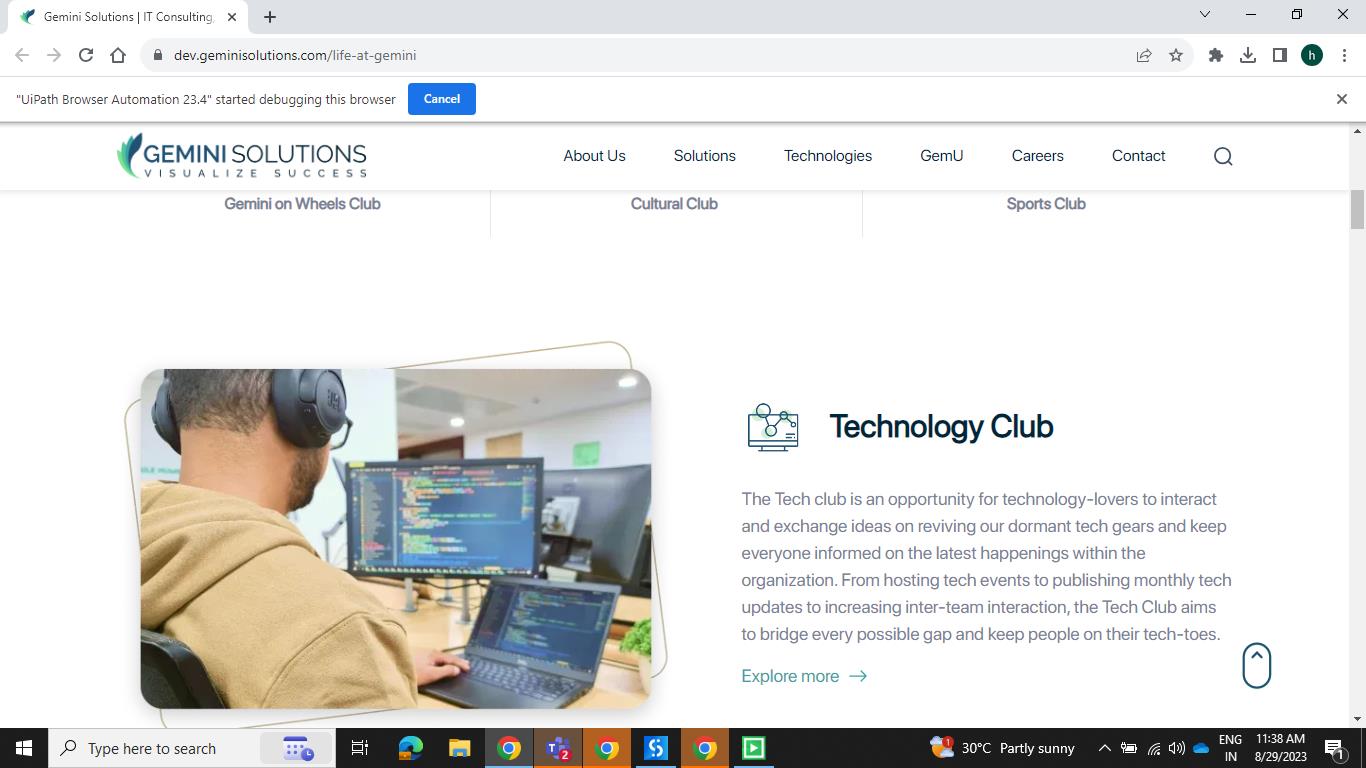 Gemini Solutions | IT Consulting,
dev.geminisolutions.com/life-at-gemini
h
"UiPath Browser Automation 23.4" started debugging this browser
Cancel
GEMINI SOLUTIONS
VISUALIZE SUCCESS
About Us
Solutions
Technologies
GemU
Careers
Contact
Gemini on Wheels Club
Cultural Club
Sports Club
Technology Club
The Tech club is an opportunity for technology-lovers to interact
and exchange ideas on reviving our dormant tech gears and keep
everyone informed on the latest happenings within the
organization. From hosting tech events to publishing monthly tech
updates to increasing inter-team interaction, the Tech Club aims
to bridge every possible gap and keep people on their tech-toes.
Explore more
JBL
Type here to search
2
1
30°C Partly sunny
ENG
IN
11:38 AM
8/29/2023
1